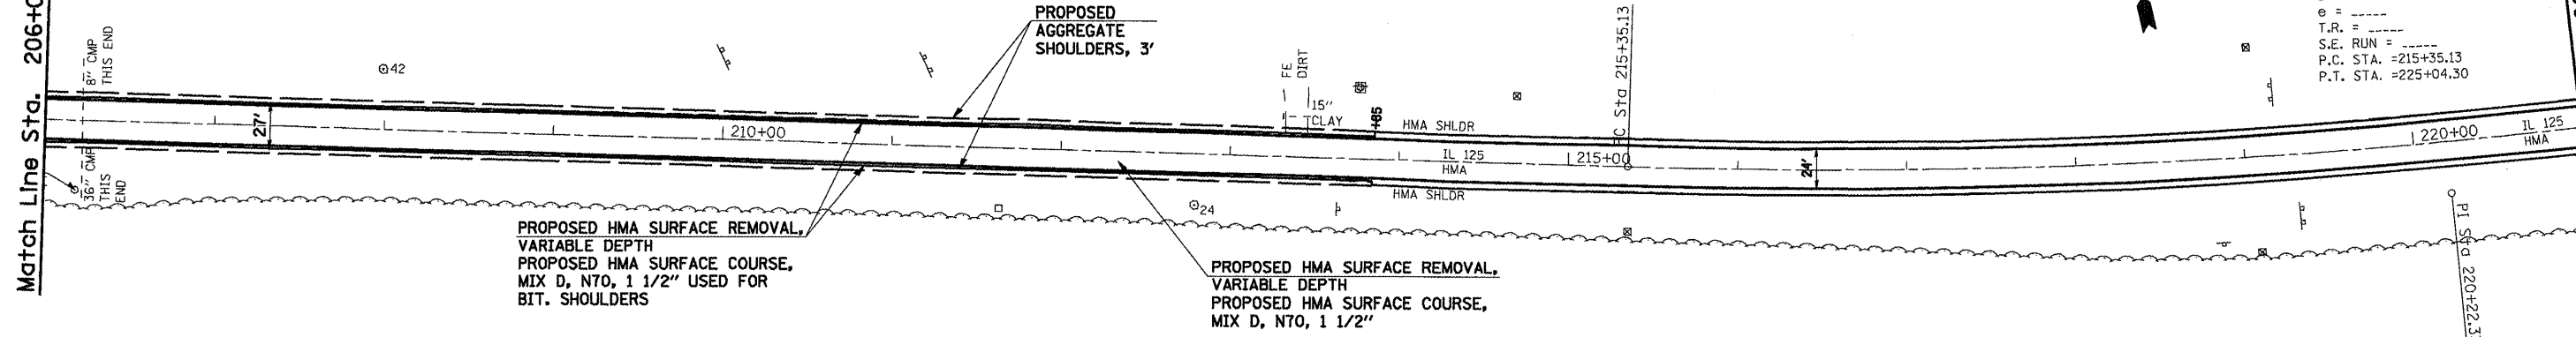 Match Line Sta. 206+0
8" CMP
THIS END
36" CMP
THIS
END
42
27'
PROPOSED
AGGREGATE
SHOULDERS, 3'
210+00
PROPOSED HMA SURFACE REMOVAL,
VARIABLE DEPTH
PROPOSED HMA SURFACE COURSE,
MIX D, N70, 1 1/2" USED FOR
BIT. SHOULDERS
24
FE
DIRT
15"
CLAY
+85
HMA SHLDR
IL 125
HMA
HMA SHLDR
PROPOSED HMA SURFACE REMOVAL,
VARIABLE DEPTH
PROPOSED HMA SURFACE COURSE,
MIX D, N70, 1 1/2"
215+00
PC Sta 215+35.13
24'
e = -----
T.R. = -----
S.E. RUN = -----
P.C. STA. =215+35.13
P.T. STA. =225+04.30
220+00
IL 125
HMA
PI Sta 220+22.3